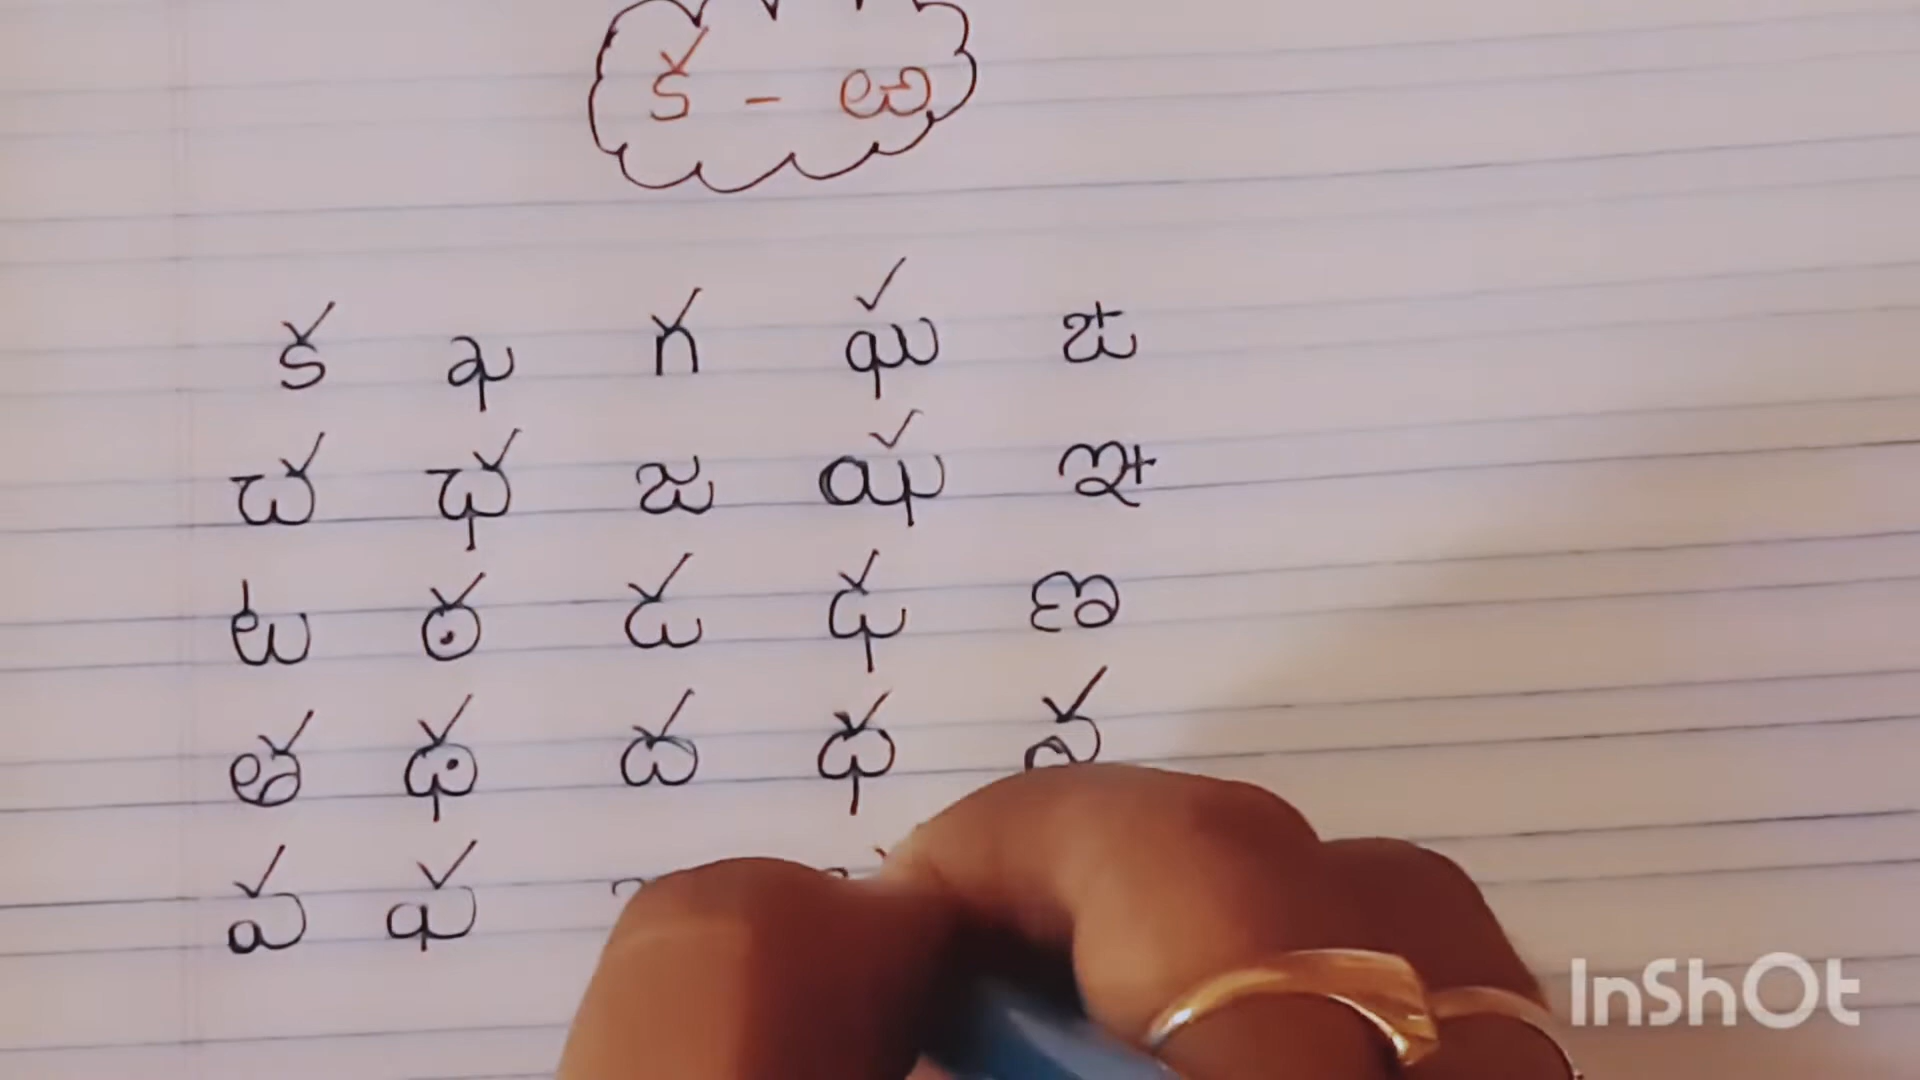 క - ఱ
క ఖ గ ఘ ఙ
చ ఛ జ ఝ ఞ
ట ఠ డ ఢ ణ
త థ ద ధ న
ప ఫ
InShOt